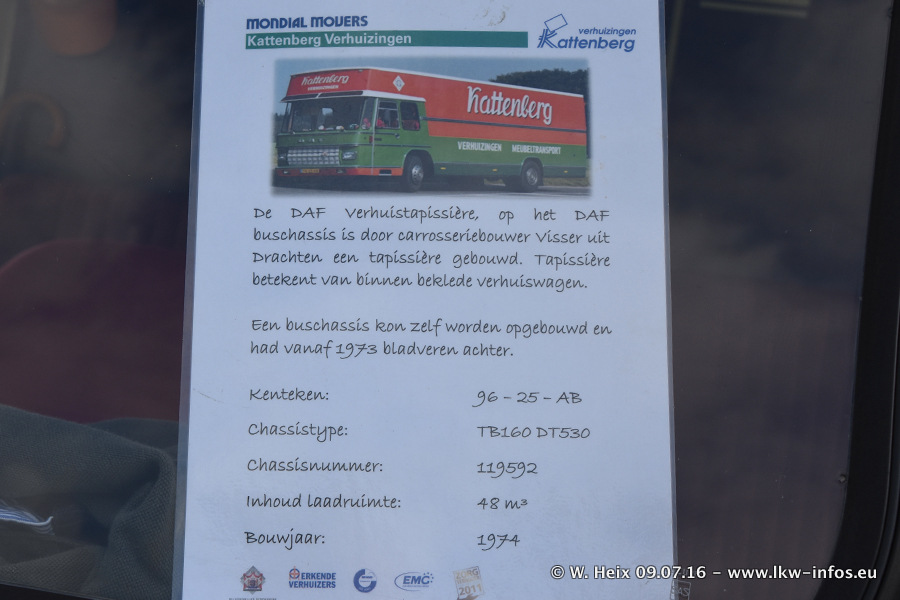 MONDIAL MOVERS
Kattenberg Verhuizingen
verhuizingen
Kattenberg
Kattenberg
VERHUIZINGEN
Kattenberg
VERHUIZINGEN MEUBELTRANSPORT
De DAF Verhuistapissière, op het DAF
buschassis is door carrosseriebouwer Visser uit
Drachten een tapissière gebouwd. Tapissière
betekent van binnen beklede verhuiswagen.
Een buschassis kon zelf worden opgebouwd en
had vanaf 1973 bladveren achter.
Kenteken: 96 - 25 - AB
Chassistype: TB160 DT530
Chassisnummer: 119592
Inhoud laadruimte: 48 m³
Bouwjaar: 1974
ERKENDE
VERHUIZERS
EMC
2011
© W. Heix 09.07.16 - www.lkw-infos.eu